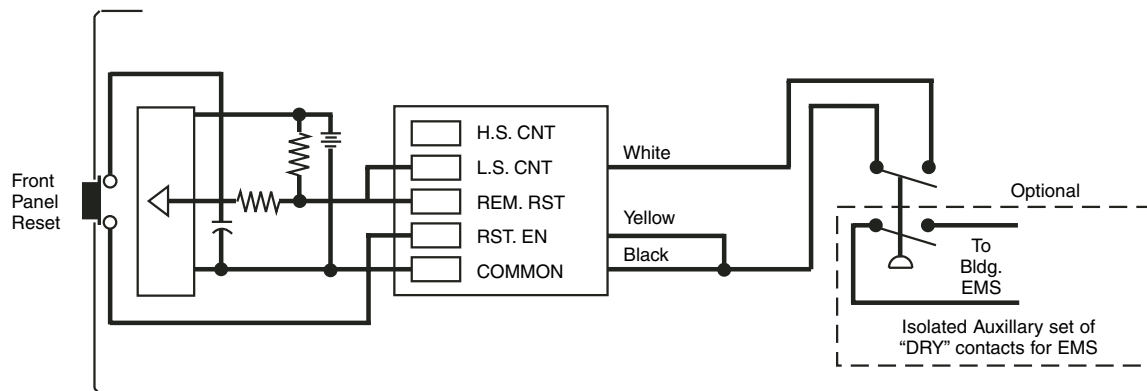 Front
Panel
Reset
H.S. CNT
L.S. CNT
REM. RST
RST. EN
COMMON
White
Yellow
Black
Optional
To
Bldg.
EMS
Isolated Auxillary set of
“DRY” contacts for EMS